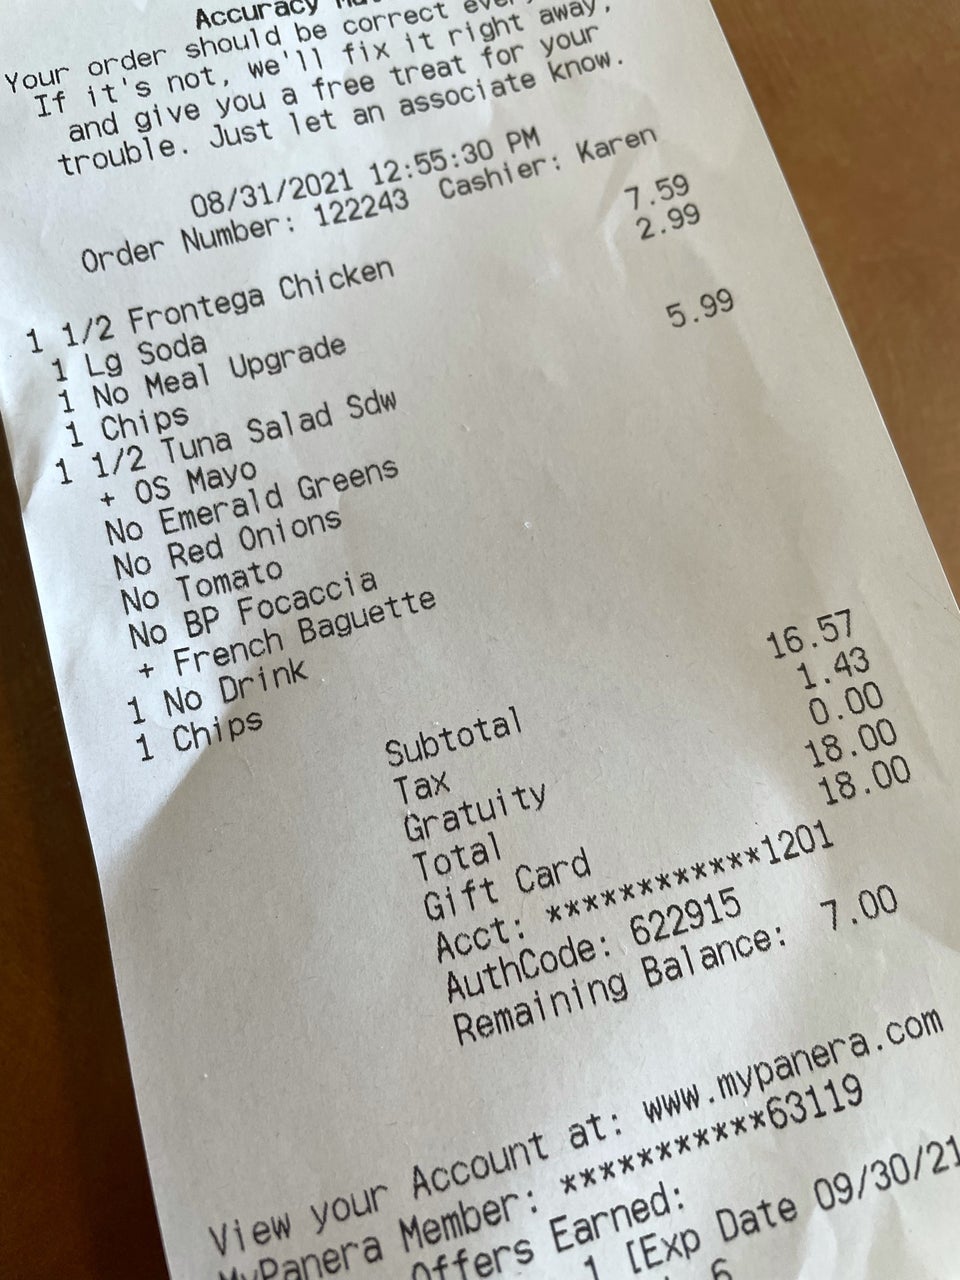 Accuracy
Your order should be correct
If it's not, we'll fix it right away,
and give you a free treat for your
trouble. Just let an associate know.
08/31/2021 12:55:30 PM
Order Number: 122243 Cashier: Karen
1 1/2 Frontega Chicken 7.59
1 Lg Soda 2.99
1 No Meal Upgrade
1 Chips
1 1/2 Tuna Salad Sdw 5.99
+ OS Mayo
No Emerald Greens
No Red Onions
No Tomato
No BP Focaccia
+ French Baguette
1 No Drink
1 Chips
Subtotal 16.57
Tax 1.43
Gratuity 0.00
Total 18.00
Gift Card 18.00
Acct: ************1201
AuthCode: 622915
Remaining Balance: 7.00
View your Account at: www.mypanera.com
MyPanera Member: ***********63119
Offers Earned:
1 [Exp Date 09/30/21
6